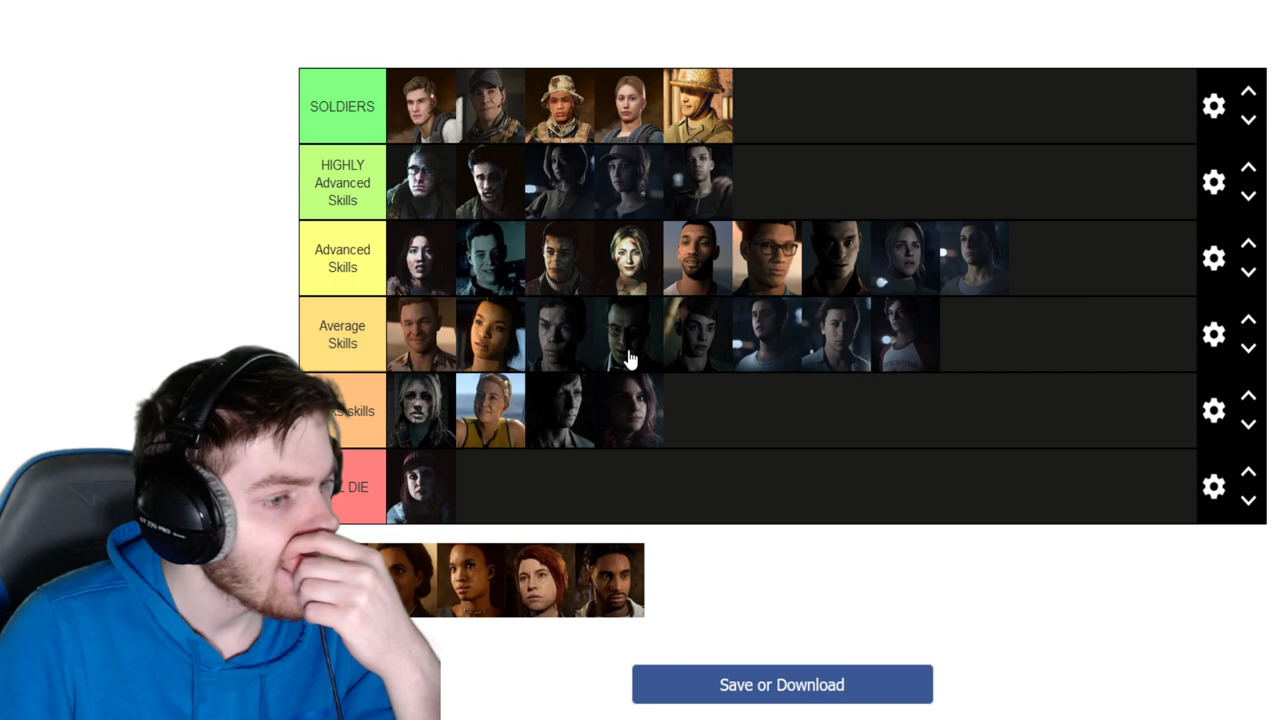 SOLDIERS
HIGHLY
Advanced
Skills
Advanced
Skills
Average
Skills
skills
DIE
Save or Download